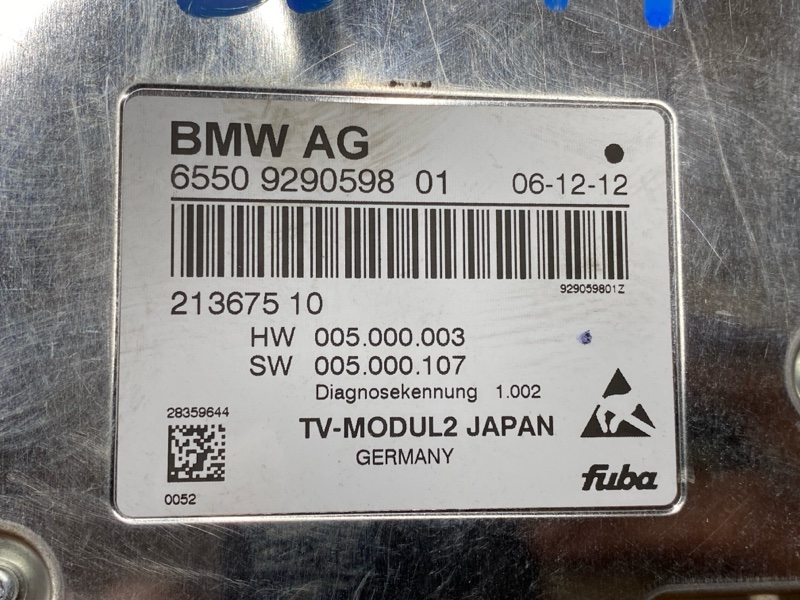 BMW AG
6550 9290598 01 06-12-12
929059801Z
213675 10
HW 005.000.003
SW 005.000.107
Diagnosekennung 1.002
28359644
TV-MODUL2 JAPAN
GERMANY
fuba
0052